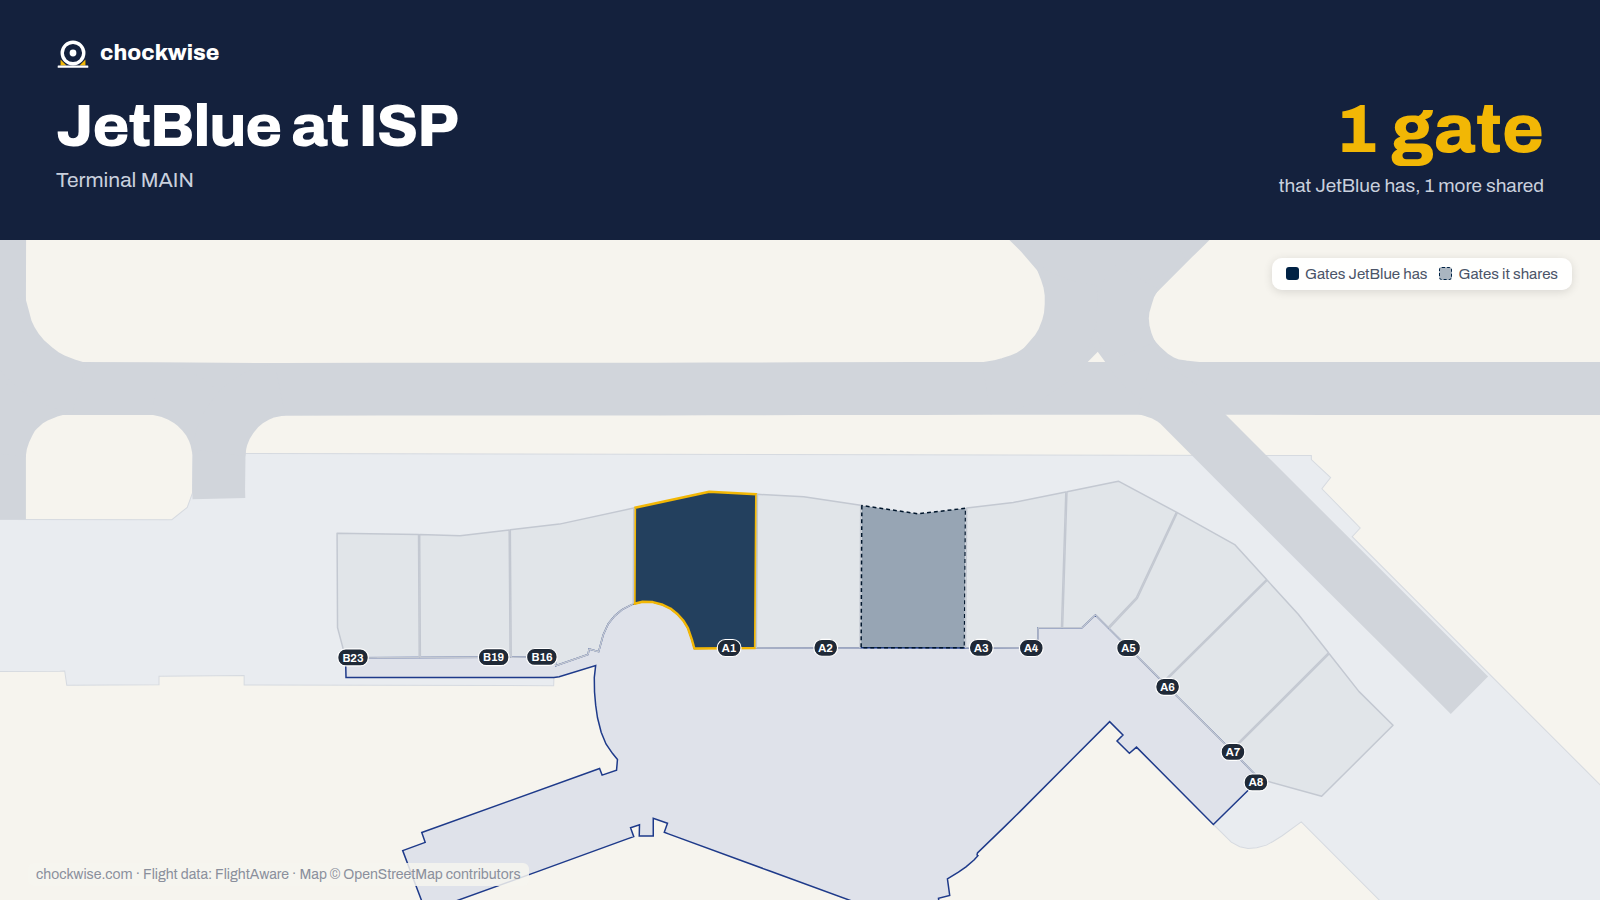 chockwise
JetBlue at ISP
Terminal MAIN
1 gate
that JetBlue has, 1 more shared
Gates JetBlue has
Gates it shares
A1
A2
A3
A4
A5
B23
B19
B16
A6
A7
A8
chockwise.com · Flight data: FlightAware · Map © OpenStreetMap contributors